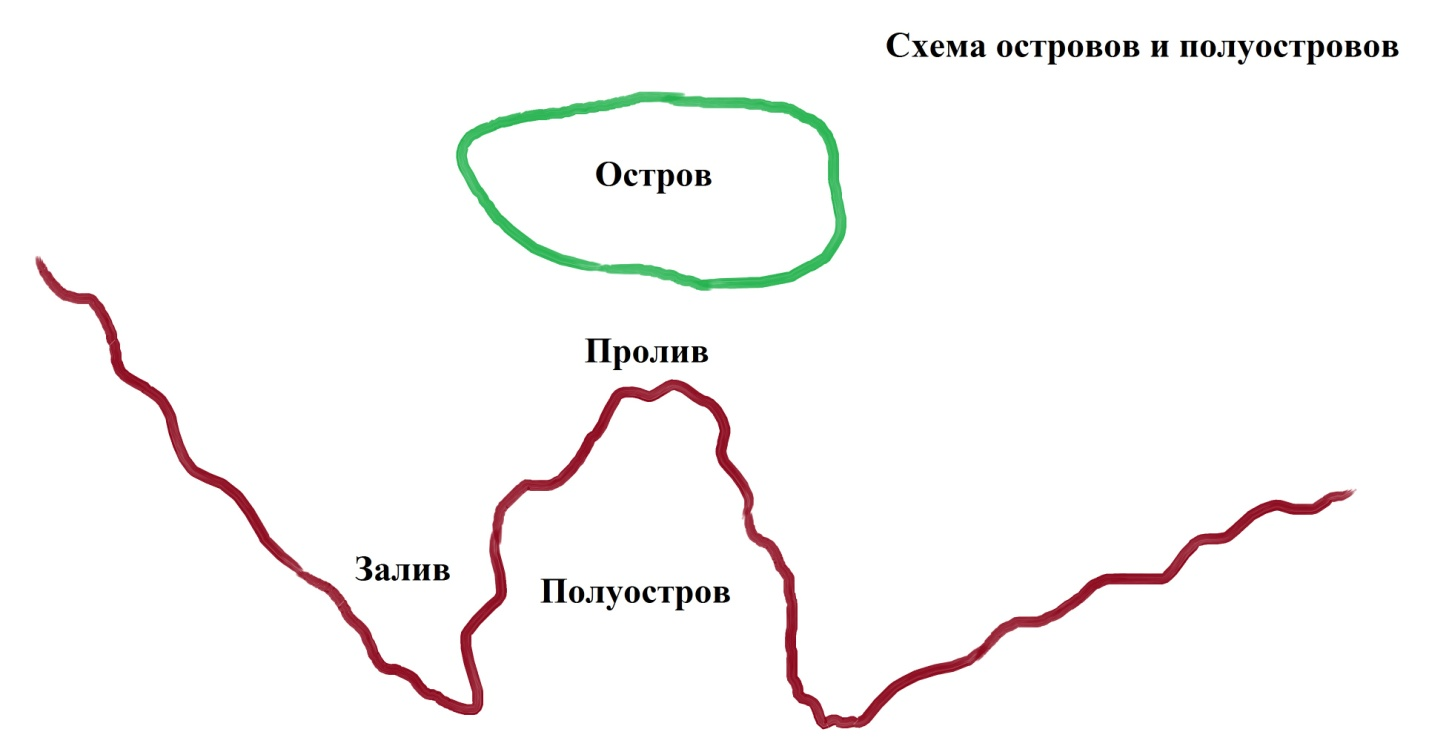 Схема островов и полуостровов
Остров
Пролив
Залив
Полуостров